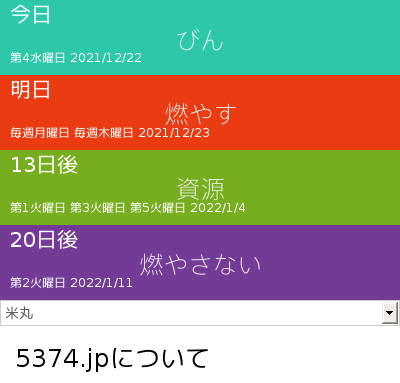 今日
びん
第4水曜日 2021/12/22
明日
燃やす
毎週月曜日 毎週木曜日 2021/12/23
13日後
資源
第1火曜日 第3火曜日 第5火曜日 2022/1/4
20日後
燃やさない
第2火曜日 2022/1/11
米丸
5374.jpについて